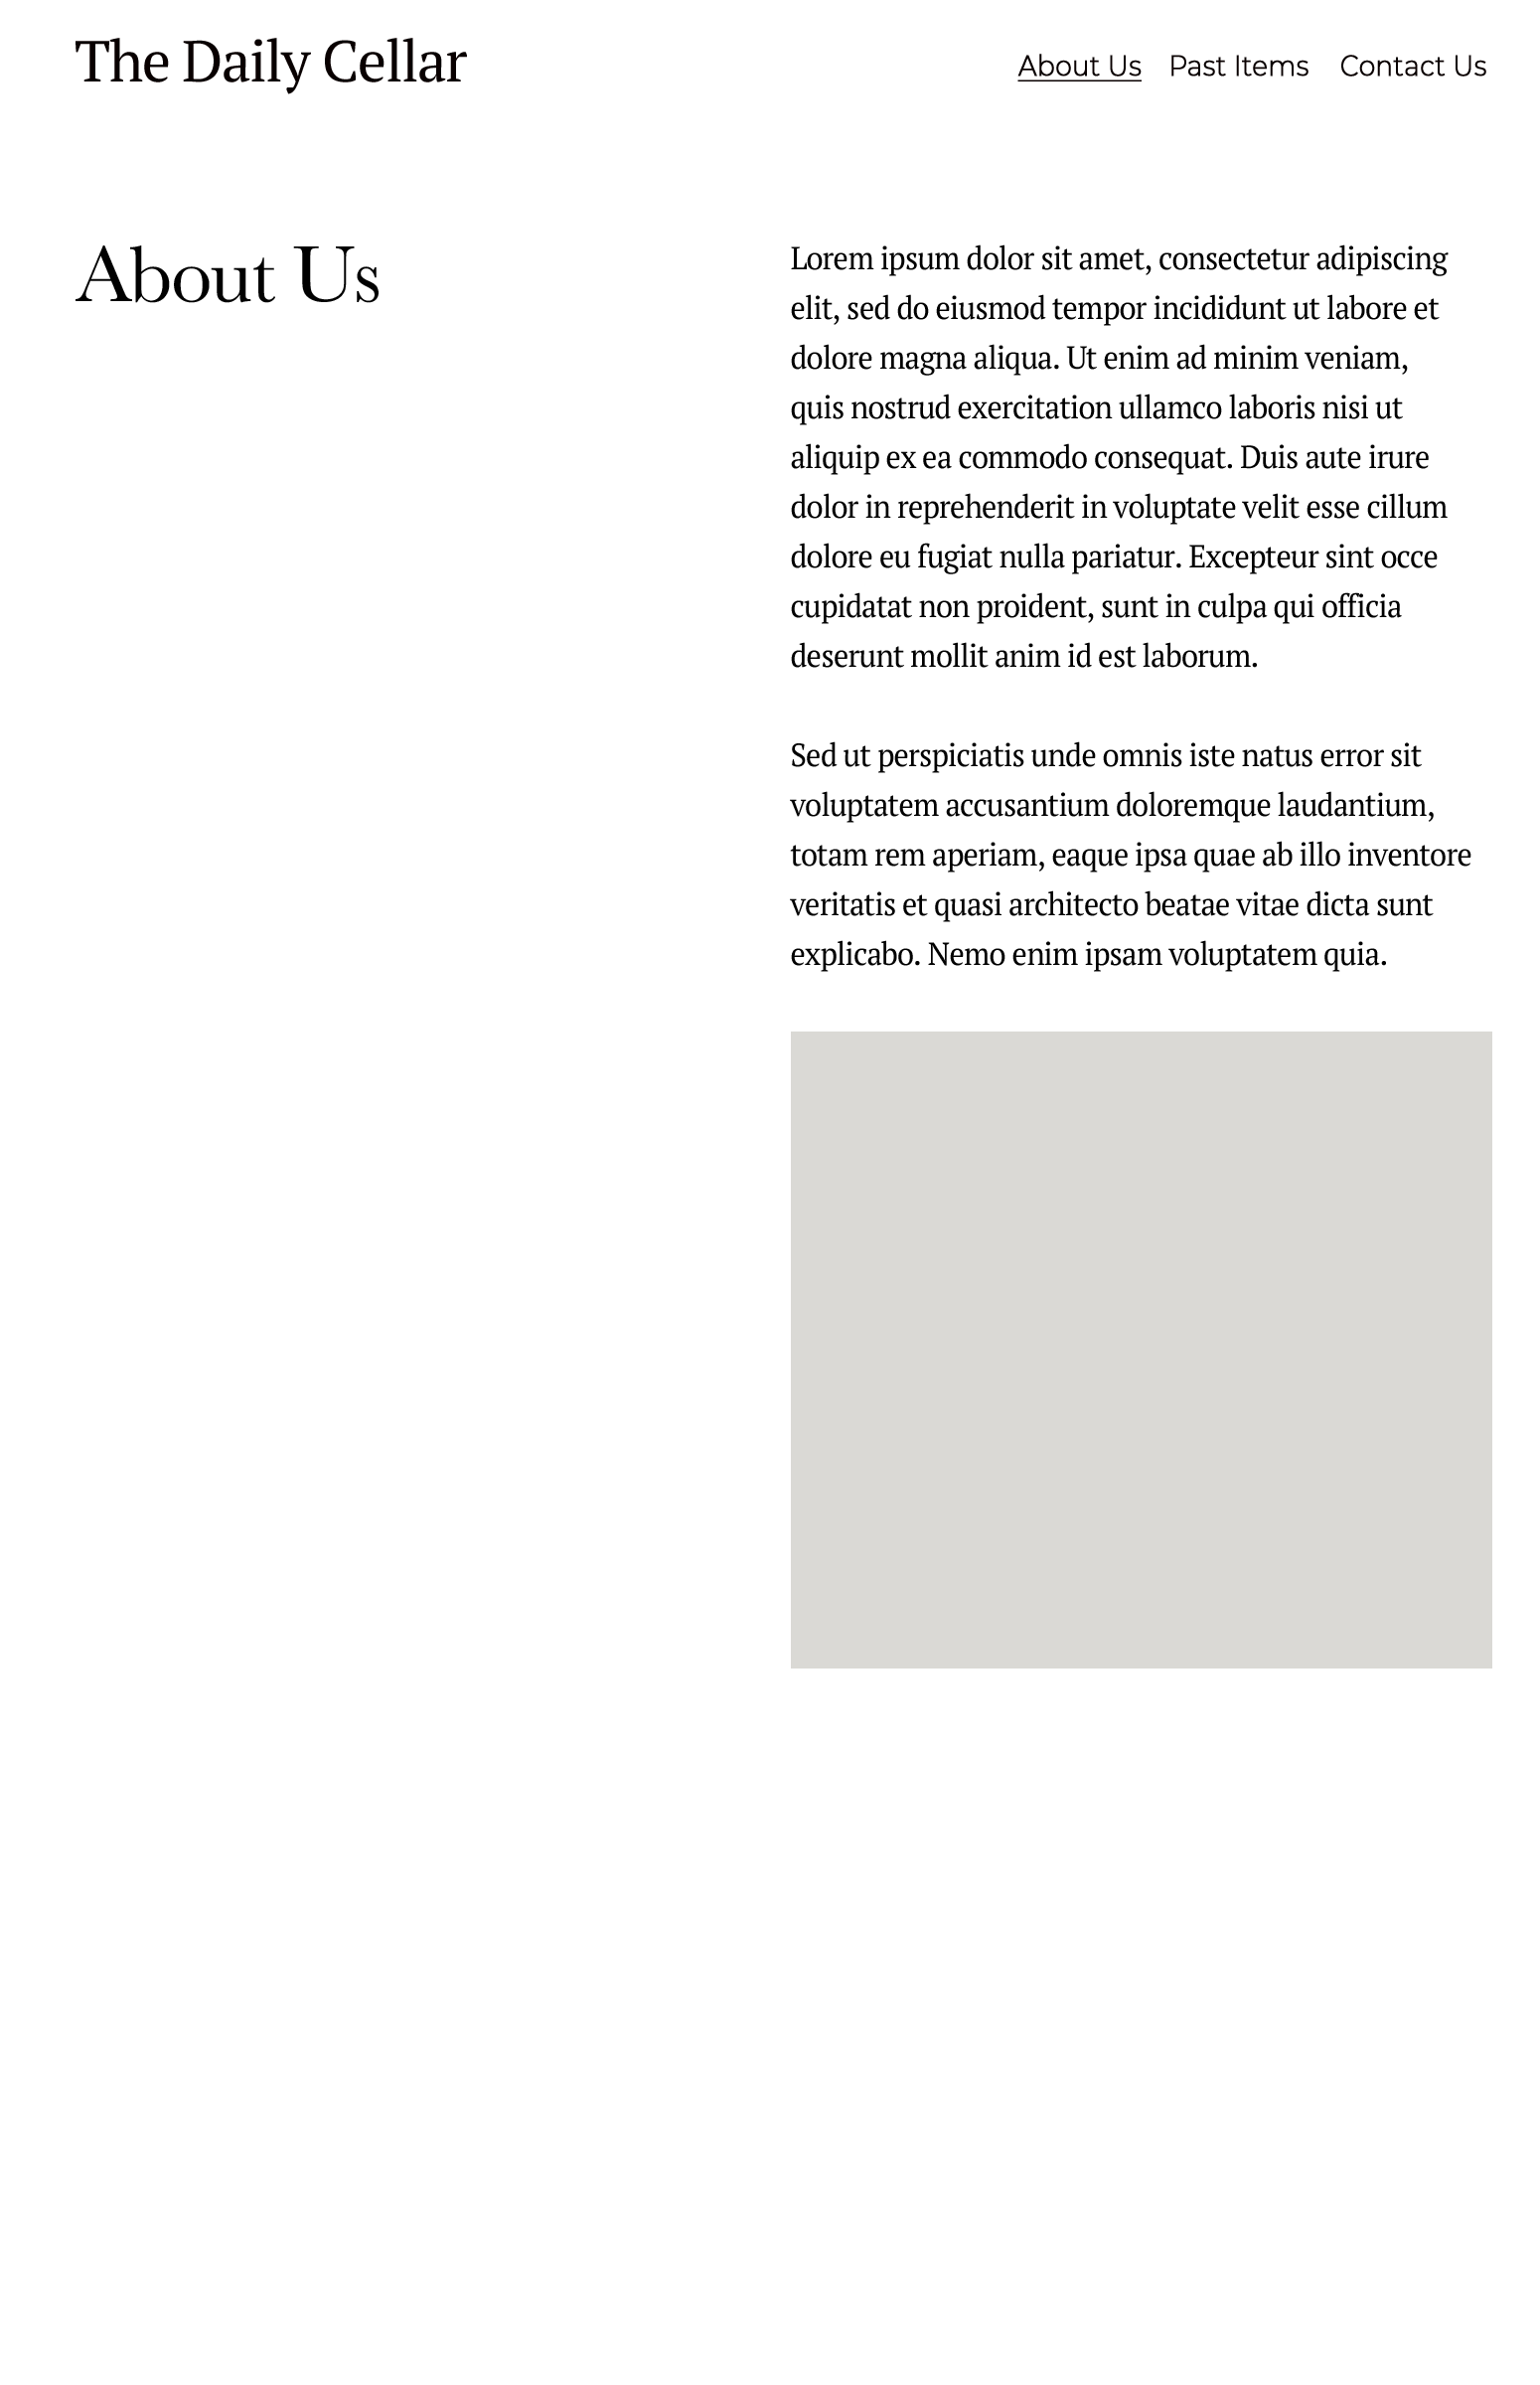 The Daily Cellar
About Us Past Items Contact Us
About Us
Lorem ipsum dolor sit amet, consectetur adipiscing
elit, sed do eiusmod tempor incididunt ut labore et
dolore magna aliqua. Ut enim ad minim veniam,
quis nostrud exercitation ullamco laboris nisi ut
aliquip ex ea commodo consequat. Duis aute irure
dolor in reprehenderit in voluptate velit esse cillum
dolore eu fugiat nulla pariatur. Excepteur sint occe
cupidatat non proident, sunt in culpa qui officia
deserunt mollit anim id est laborum.
Sed ut perspiciatis unde omnis iste natus error sit
voluptatem accusantium doloremque laudantium,
totam rem aperiam, eaque ipsa quae ab illo inventore
veritatis et quasi architecto beatae vitae dicta sunt
explicabo. Nemo enim ipsam voluptatem quia.